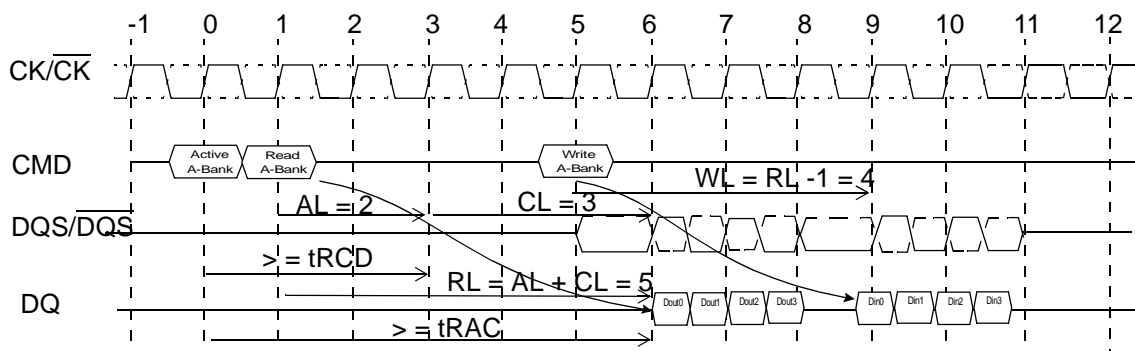 -1 0 1 2 3 4 5 6 7 8 9 10 11 12
CK/CK
CMD
Active A-Bank
Read A-Bank
Write A-Bank
WL = RL -1 = 4
AL = 2
CL = 3
DQS/DQS
> = tRCD
RL = AL + CL = 5
DQ
Dout0 Dout1 Dout2 Dout3 Din0 Din1 Din2 Din3
> = tRAC